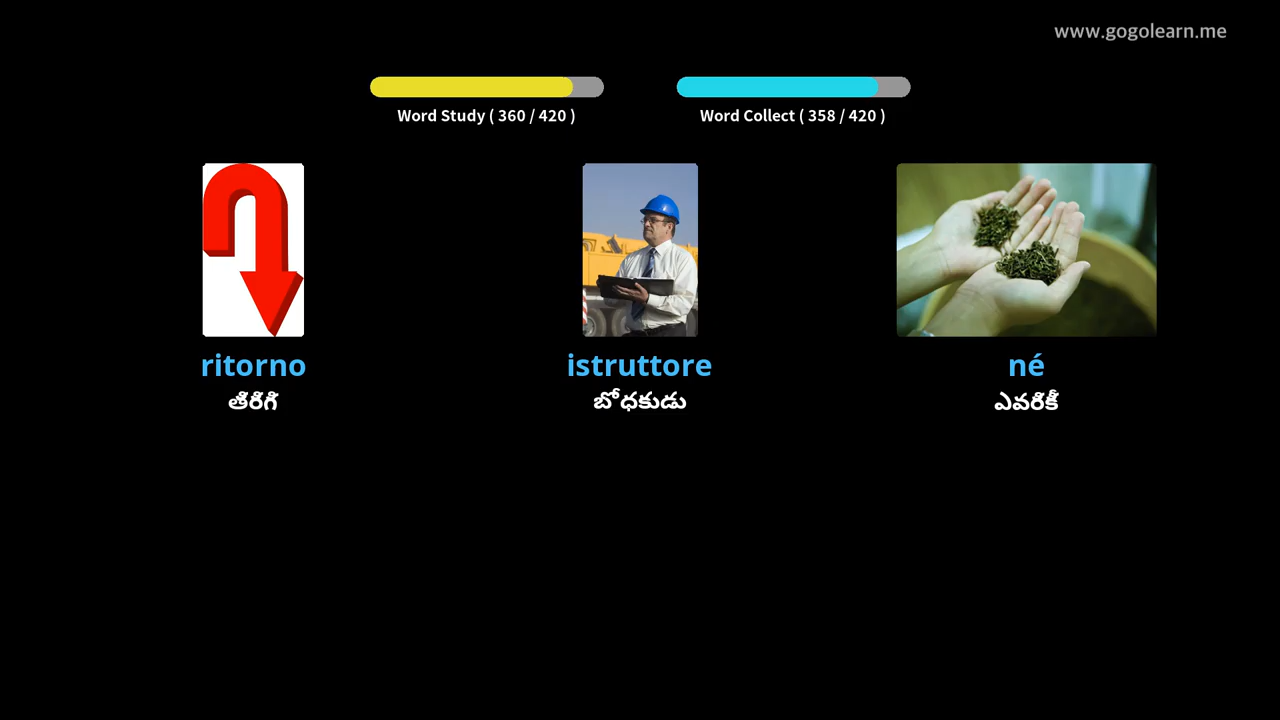 www.gogolearn.me
Word Study ( 360 / 420 )
Word Collect ( 358 / 420 )
ritorno
తిరిగి
istruttore
బోధకుడు
né
ఎవరికీ